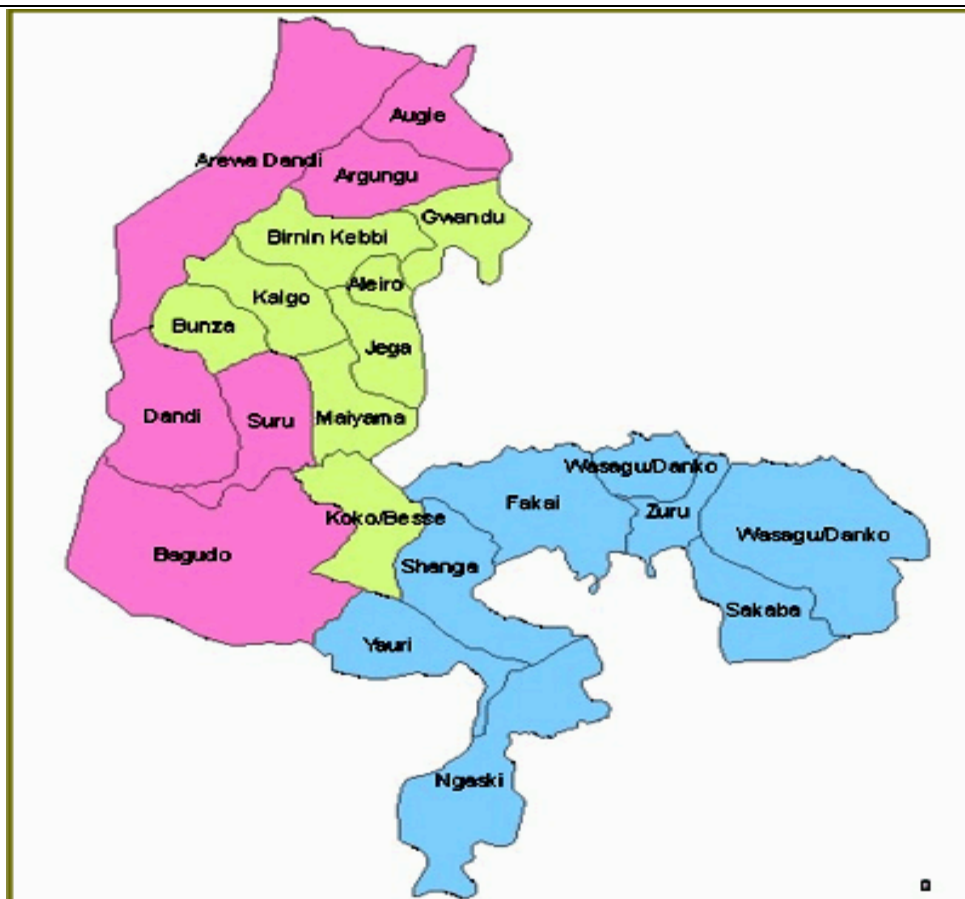 Augie
Arewa Dandi
Argungu
Gwandu
Birnin Kebbi
Aleiro
Kalgo
Bunza
Jega
Dandi
Suru
Maiyama
Wasagu/Danko
Fakai
Zuru
Koko/Besse
Wasagu/Danko
Bagudo
Shanga
Sakaba
Yauri
Ngaski